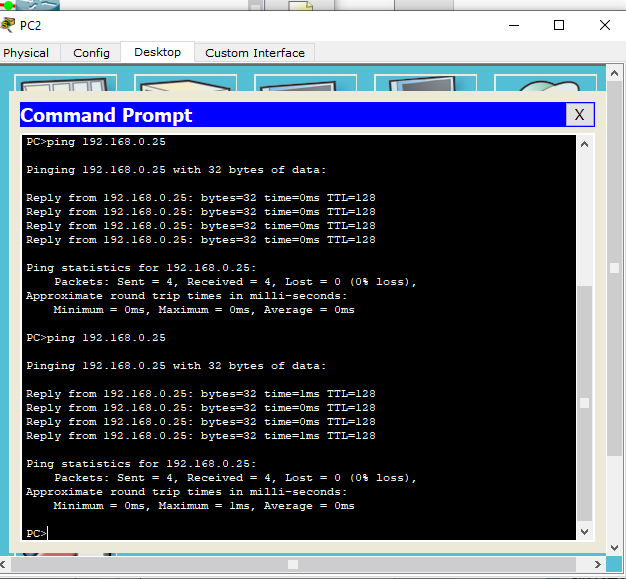 PC2
Physical Config Desktop Custom Interface
Command Prompt X
PC>ping 192.168.0.25
Pinging 192.168.0.25 with 32 bytes of data:
Reply from 192.168.0.25: bytes=32 time=0ms TTL=128
Reply from 192.168.0.25: bytes=32 time=0ms TTL=128
Reply from 192.168.0.25: bytes=32 time=0ms TTL=128
Reply from 192.168.0.25: bytes=32 time=0ms TTL=128
Ping statistics for 192.168.0.25:
Packets: Sent = 4, Received = 4, Lost = 0 (0% loss),
Approximate round trip times in milli-seconds:
Minimum = 0ms, Maximum = 0ms, Average = 0ms
PC>ping 192.168.0.25
Pinging 192.168.0.25 with 32 bytes of data:
Reply from 192.168.0.25: bytes=32 time=1ms TTL=128
Reply from 192.168.0.25: bytes=32 time=0ms TTL=128
Reply from 192.168.0.25: bytes=32 time=0ms TTL=128
Reply from 192.168.0.25: bytes=32 time=1ms TTL=128
Ping statistics for 192.168.0.25:
Packets: Sent = 4, Received = 4, Lost = 0 (0% loss),
Approximate round trip times in milli-seconds:
Minimum = 0ms, Maximum = 1ms, Average = 0ms
PC>